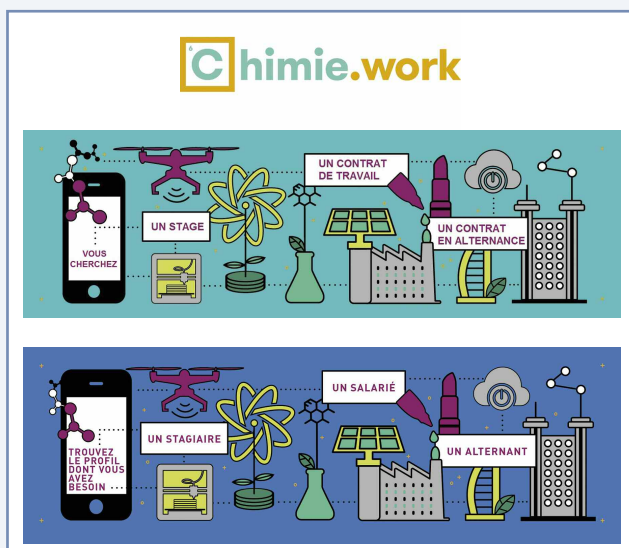 6
Chimie.work
UN CONTRAT
DE TRAVAIL
UN STAGE
UN CONTRAT
EN ALTERNANCE
VOUS
CHERCHEZ
UN SALARIÉ
UN STAGIAIRE
UN ALTERNANT
TROUVEZ
LE PROFIL
DONT VOUS
AVEZ
BESOIN